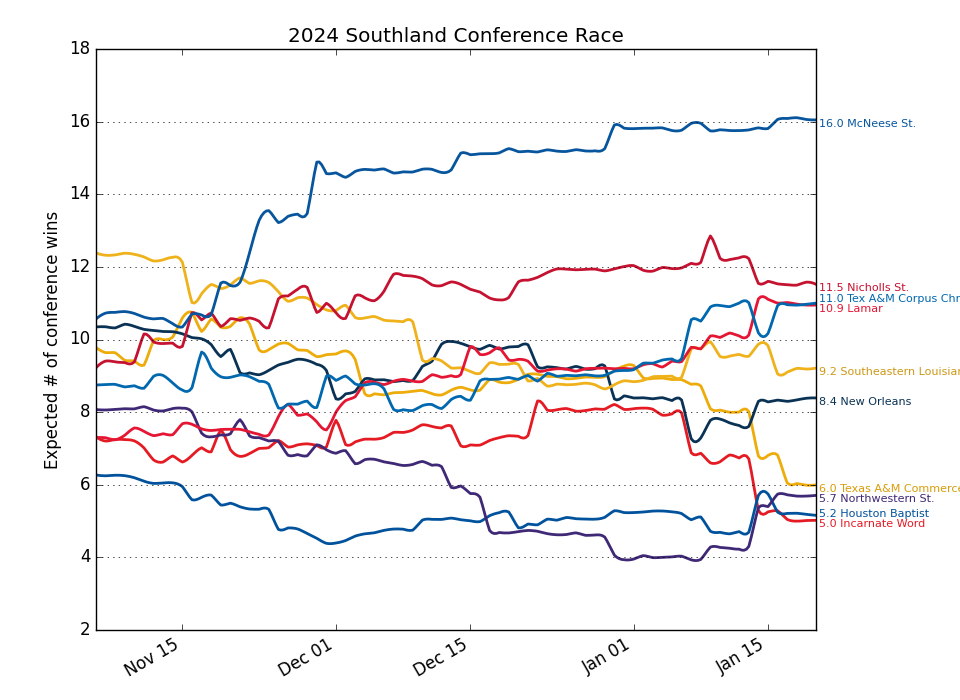 2024 Southland Conference Race
Expected # of conference wins
18
16
14
12
10
8
6
4
2
Nov 15
Dec 01
Dec 15
Jan 01
Jan 15
16.0 McNeese St.
11.5 Nicholls St.
11.0 Tex A&M Corpus Chr
10.9 Lamar
9.2 Southeastern Louisian
8.4 New Orleans
6.0 Texas A&M Commerce
5.7 Northwestern St.
5.2 Houston Baptist
5.0 Incarnate Word